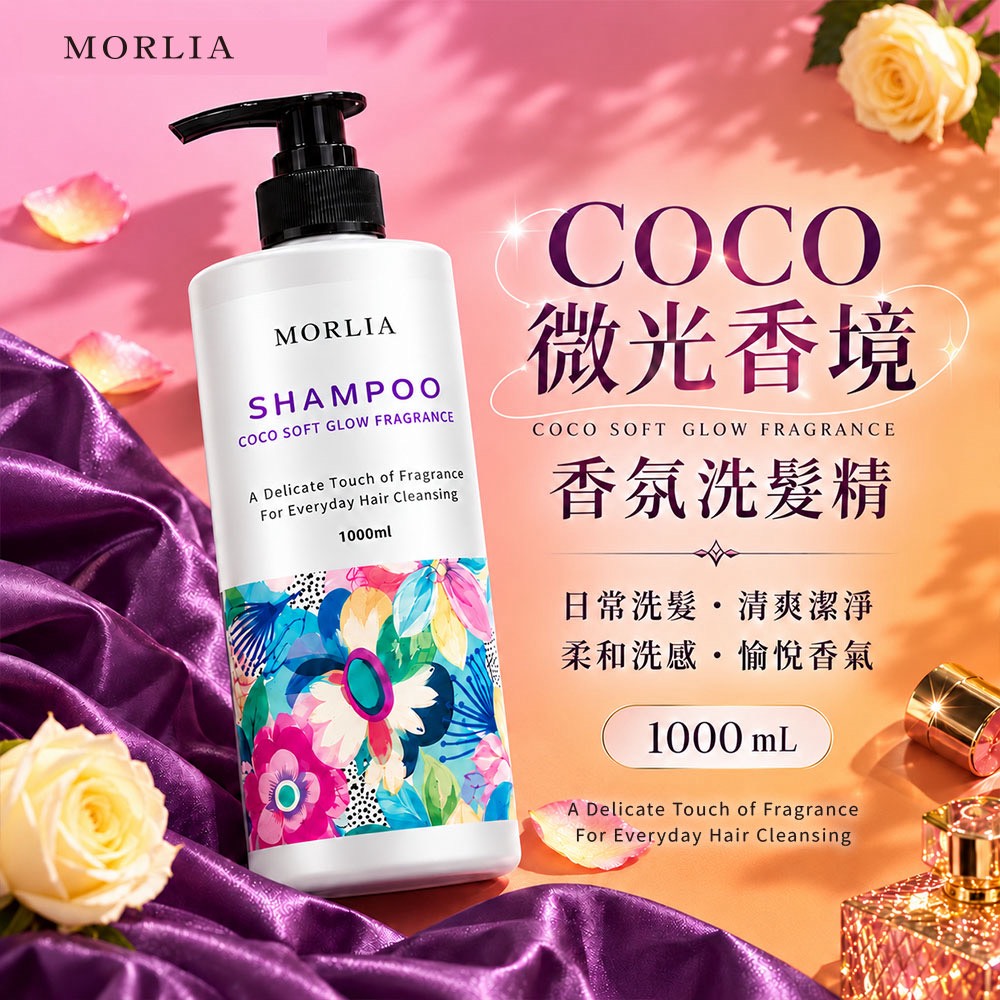 MORLIA
MORLIA
SHAMPOO
COCO SOFT GLOW FRAGRANCE
A Delicate Touch of Fragrance
For Everyday Hair Cleansing
1000ml
COCO
微光香境
COCO SOFT GLOW FRAGRANCE
香氛洗髮精
日常洗髮・清爽潔淨
柔和洗感・愉悅香氣
1000 mL
A Delicate Touch of Fragrance
For Everyday Hair Cleansing